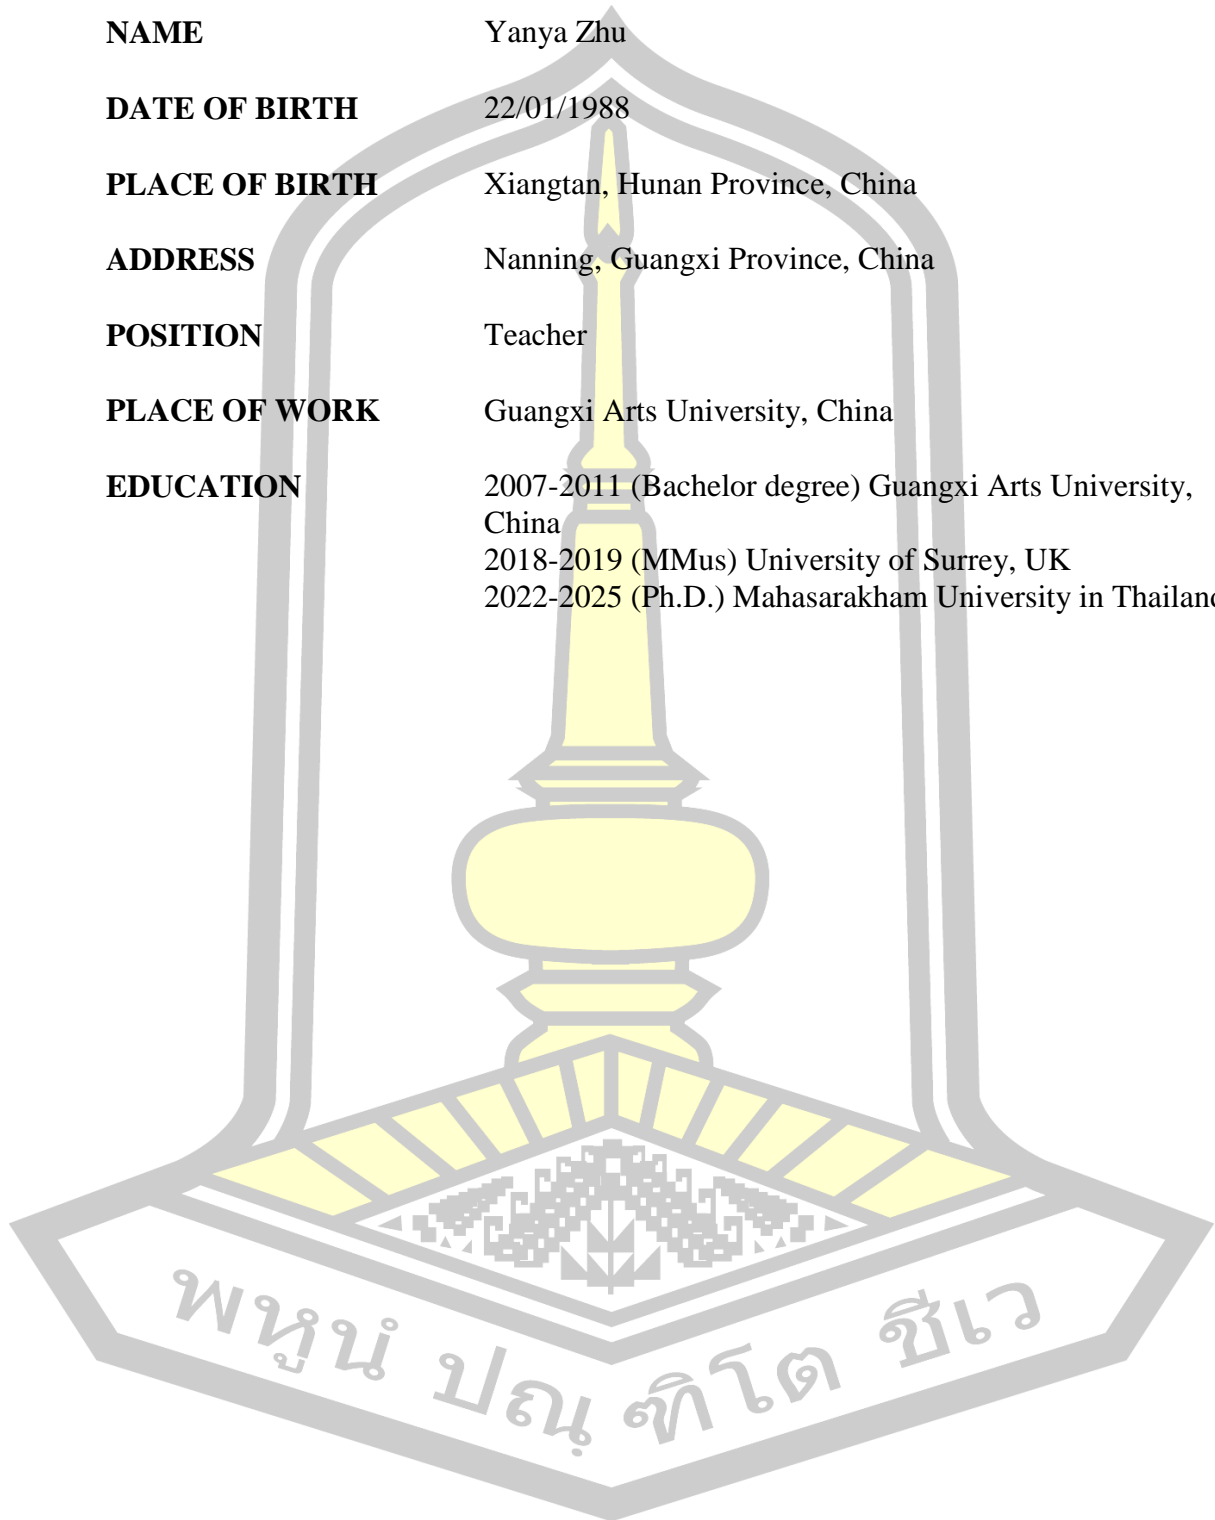 NAME Yanya Zhu
DATE OF BIRTH 22/01/1988
PLACE OF BIRTH Xiangtan, Hunan Province, China
ADDRESS Nanning, Guangxi Province, China
POSITION Teacher
PLACE OF WORK Guangxi Arts University, China
EDUCATION 2007-2011 (Bachelor degree) Guangxi Arts University,
China
2018-2019 (MMus) University of Surrey, UK
2022-2025 (Ph.D.) Mahasarakham University in Thailand
พหูนํ ปณฺฑิโต ชีเว